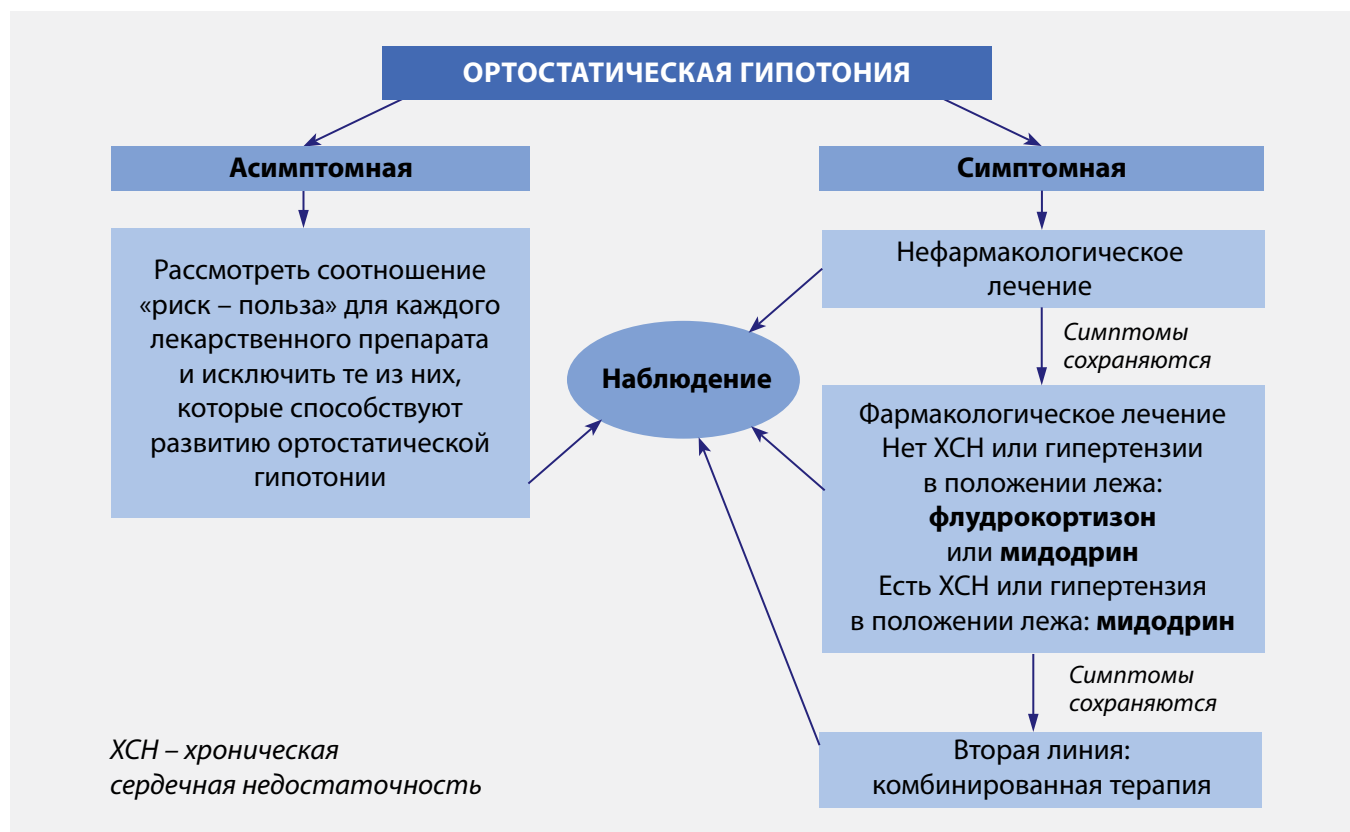 ОРТОСТАТИЧЕСКАЯ ГИПОТОНИЯ
Асимптомная
Симптомная
Рассмотреть соотношение
«риск – польза» для каждого
лекарственного препарата
и исключить те из них,
которые способствуют
развитию ортостатической
гипотонии
Наблюдение
Нефармакологическое
лечение
Симптомы
сохраняются
Фармакологическое лечение
Нет ХСН или гипертензии
в положении лежа:
флудрокортизон
или мидодрин
Есть ХСН или гипертензия
в положении лежа: мидодрин
Симптомы
сохраняются
Вторая линия:
комбинированная терапия
ХСН – хроническая
сердечная недостаточность